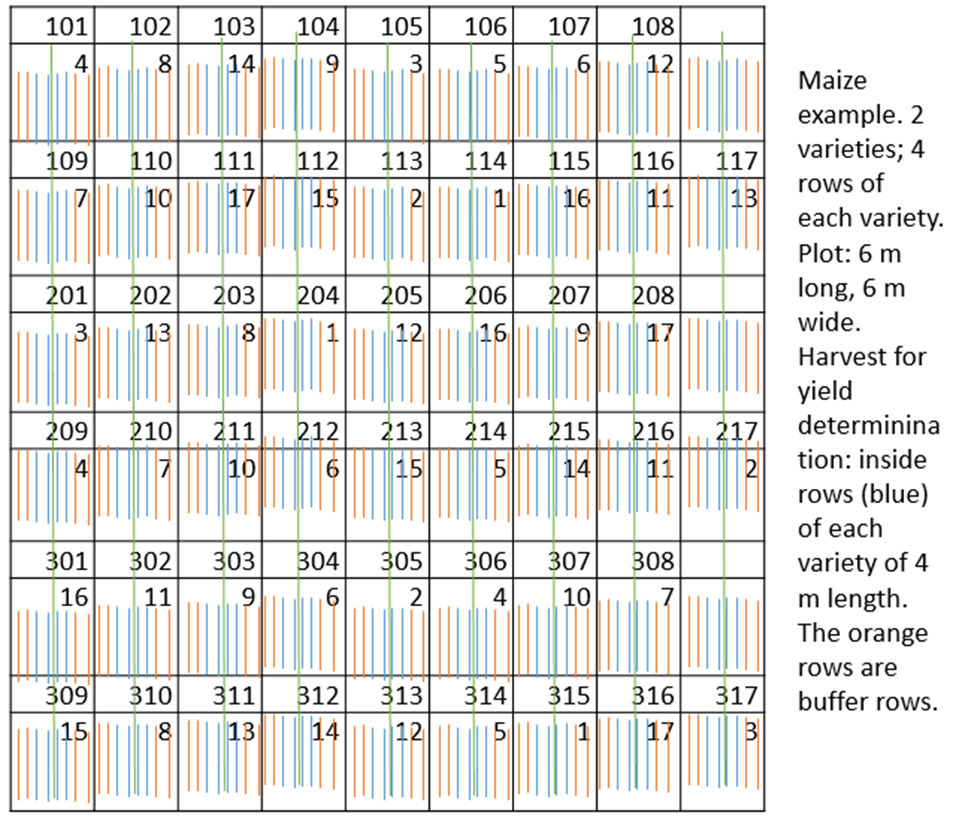 101 102 103 104 105 106 107 108
4 8 14 9 3 5 6 12
109 110 111 112 113 114 115 116 117
7 10 17 15 2 1 16 11 13
201 202 203 204 205 206 207 208
3 13 8 1 12 16 9 17
209 210 211 212 213 214 215 216 217
4 7 10 6 15 5 14 11 2
301 302 303 304 305 306 307 308
16 11 9 6 2 4 10 7
309 310 311 312 313 314 315 316 317
15 8 13 14 12 5 1 17 3
Maize
example. 2
varieties; 4
rows of
each variety.
Plot: 6 m
long, 6 m
wide.
Harvest for
yield
determinina
tion: inside
rows (blue)
of each
variety of 4
m length.
The orange
rows are
buffer rows.